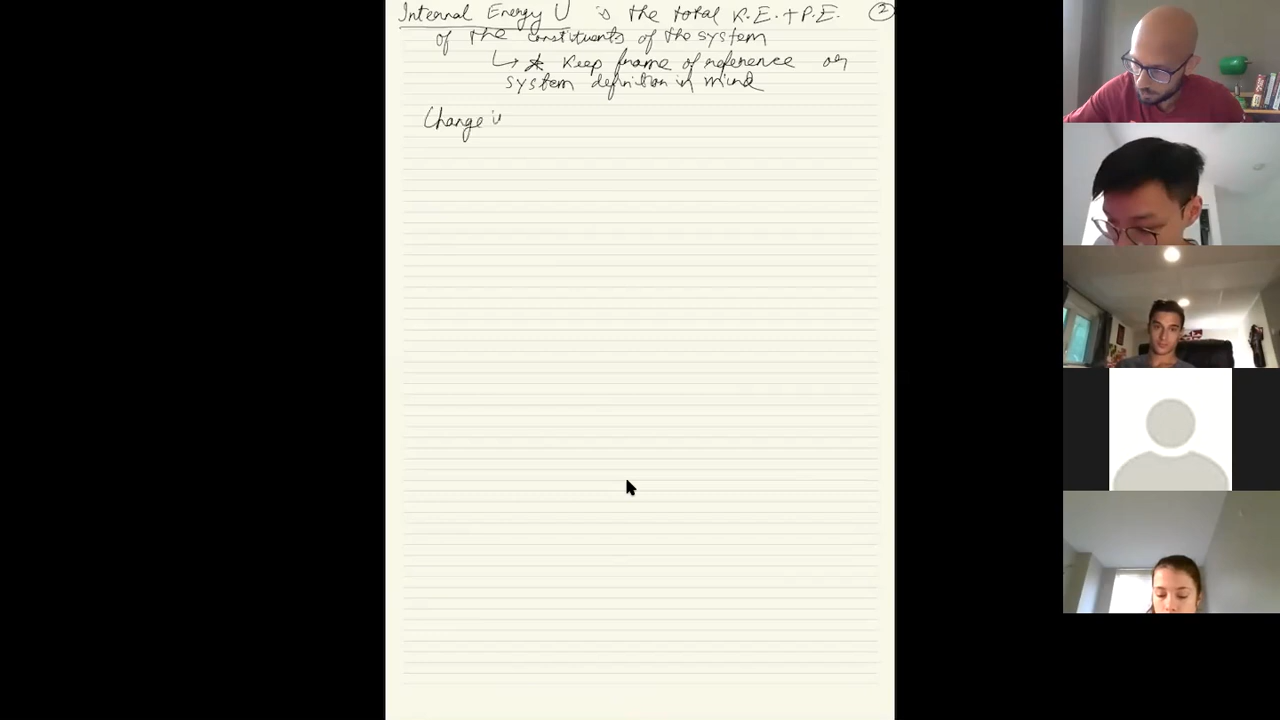 Internal Energy U is the total K.E. + P.E. 2
of the constituents of the system
↳ * Keep frame of reference or
system definition in mind
Change i